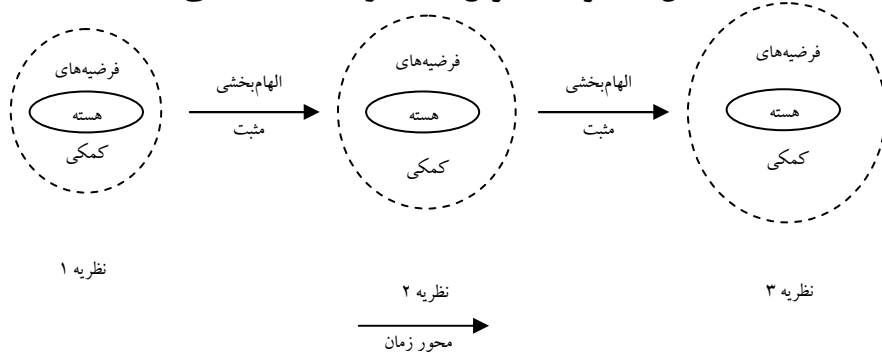 فرضیه‌های
هسته
کمکی
الهام‌بخشی
مثبت
فرضیه‌های
هسته
کمکی
الهام‌بخشی
مثبت
فرضیه‌های
هسته
کمکی
نظریه ۱
نظریه ۲
نظریه ۳
محور زمان